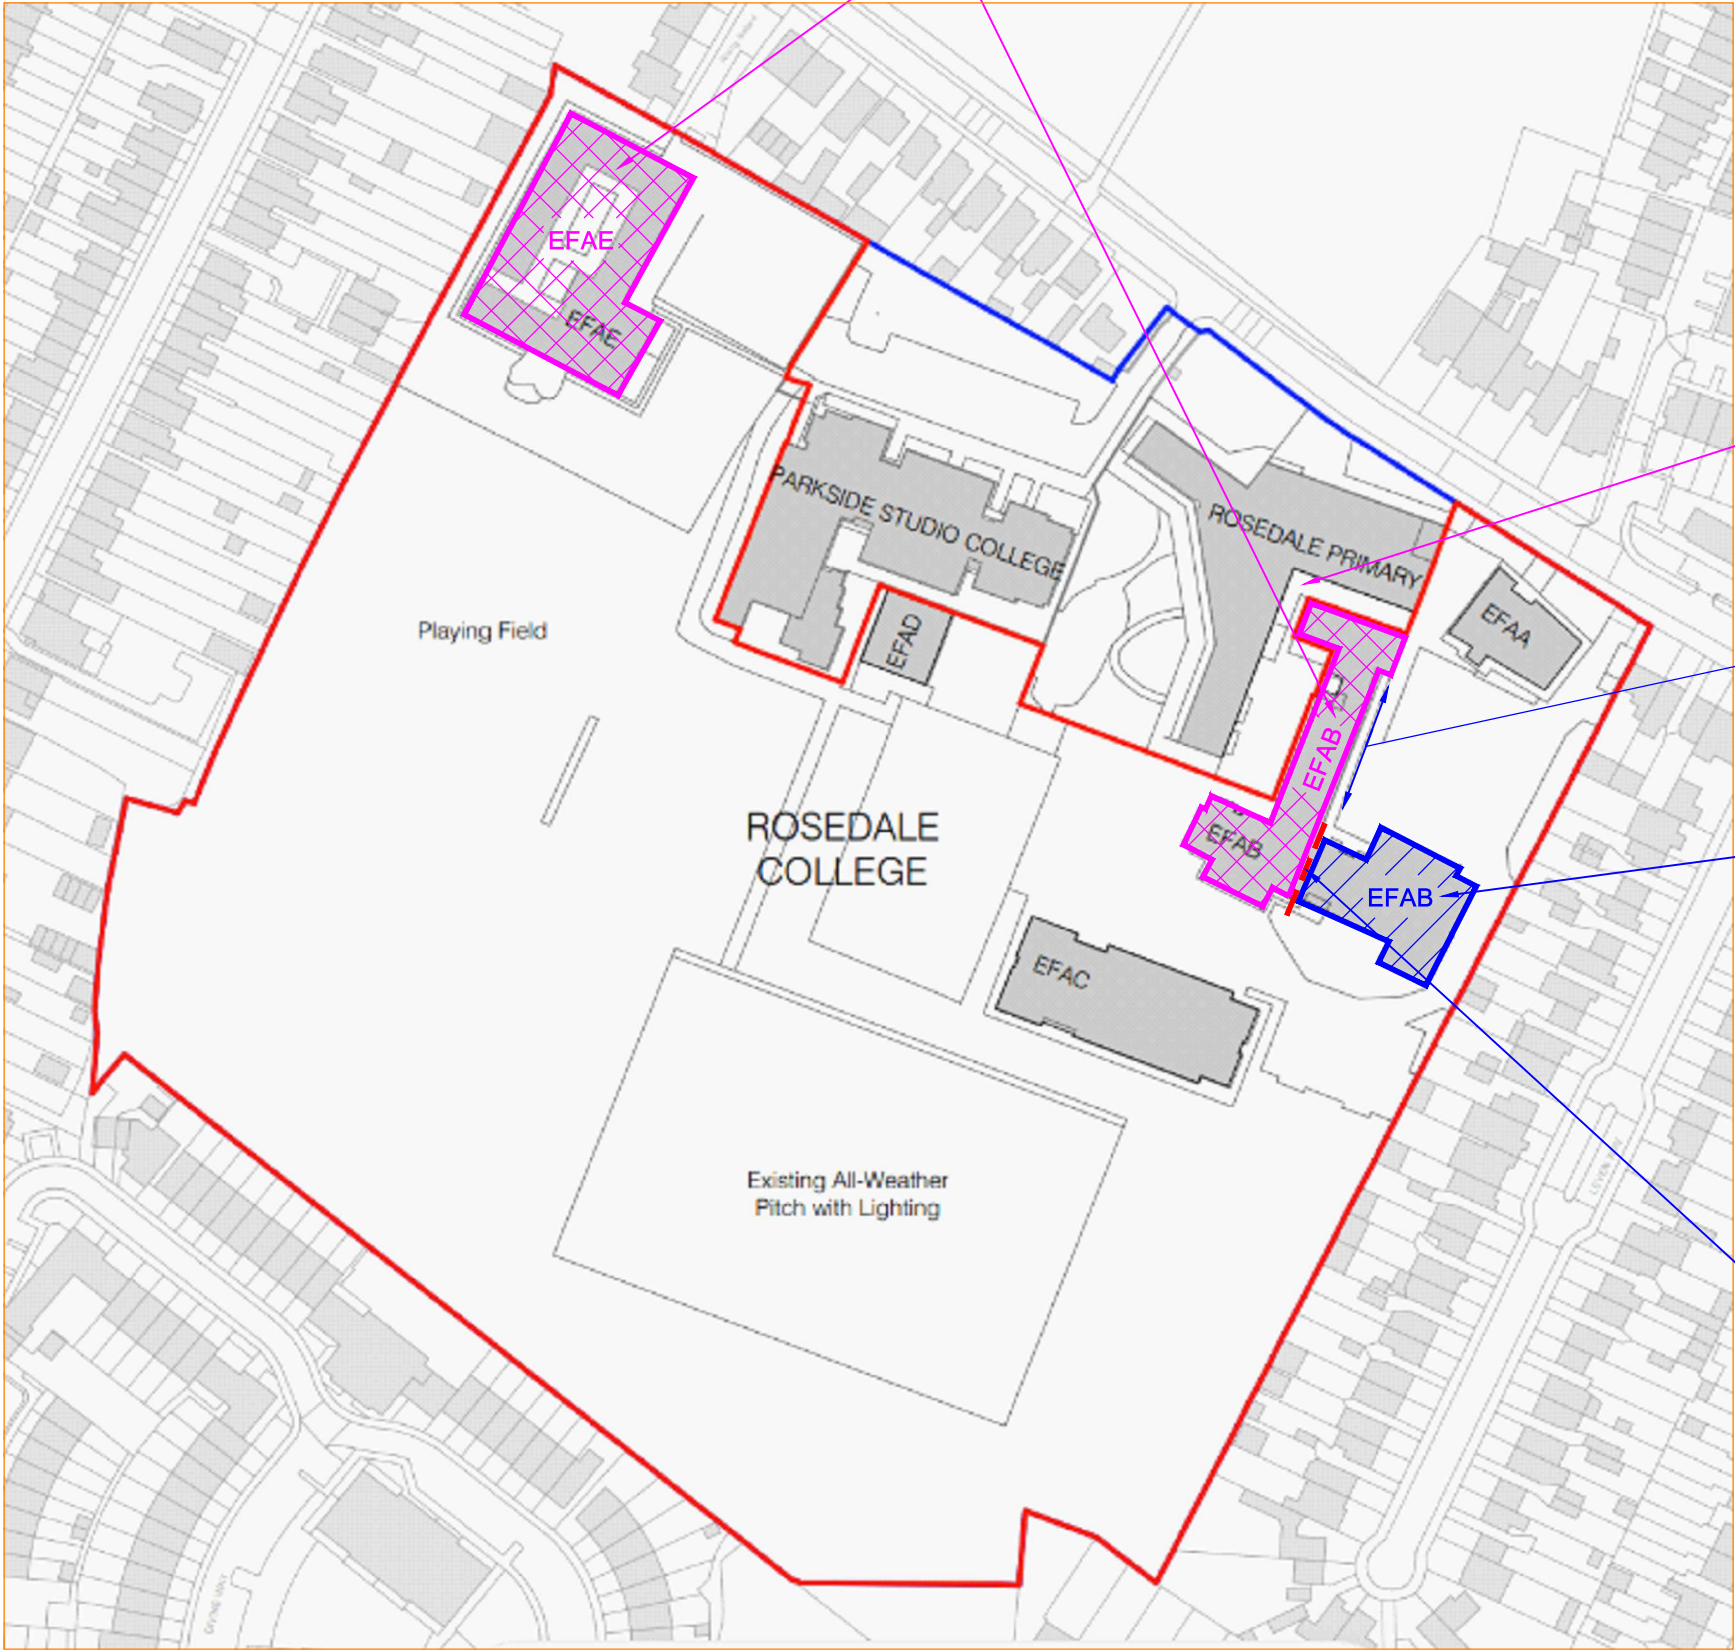 EFAE
EFAE
PARKSIDE STUDIO COLLEGE
ROSEDALE PRIMARY
EFAA
EFAD
Playing Field
EFAB
ROSEDALE
COLLEGE
EFAB
EFAB
EFAC
Existing All-Weather
Pitch with Lighting